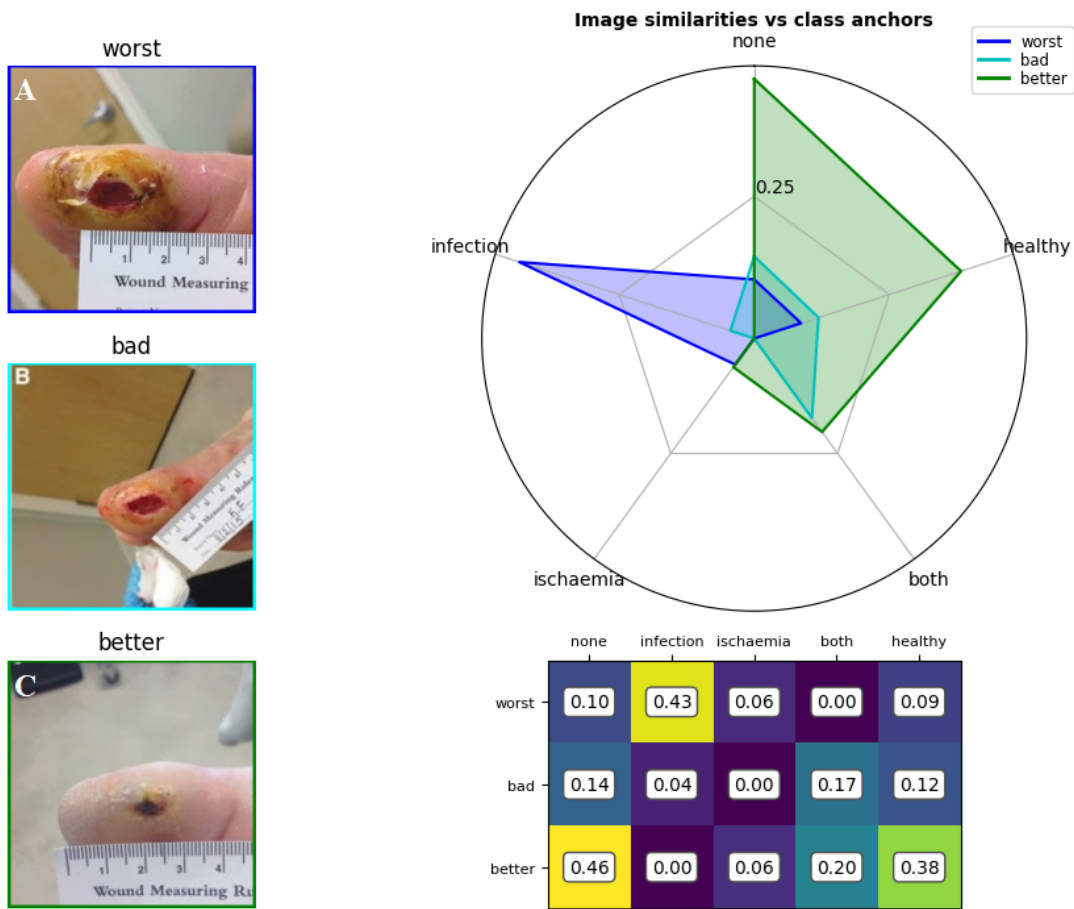 worst
A
1 2 3 4
Wound Measuring
bad
B
Wound Measuring Ruler
K.F
better
C
1 2 3 4
Wound Measuring Ru
Image similarities vs class anchors
none
worst
bad
better
0.25
infection
healthy
ischaemia
both
none infection ischaemia both healthy
worst 0.10 0.43 0.06 0.00 0.09
bad 0.14 0.04 0.00 0.17 0.12
better 0.46 0.00 0.06 0.20 0.38